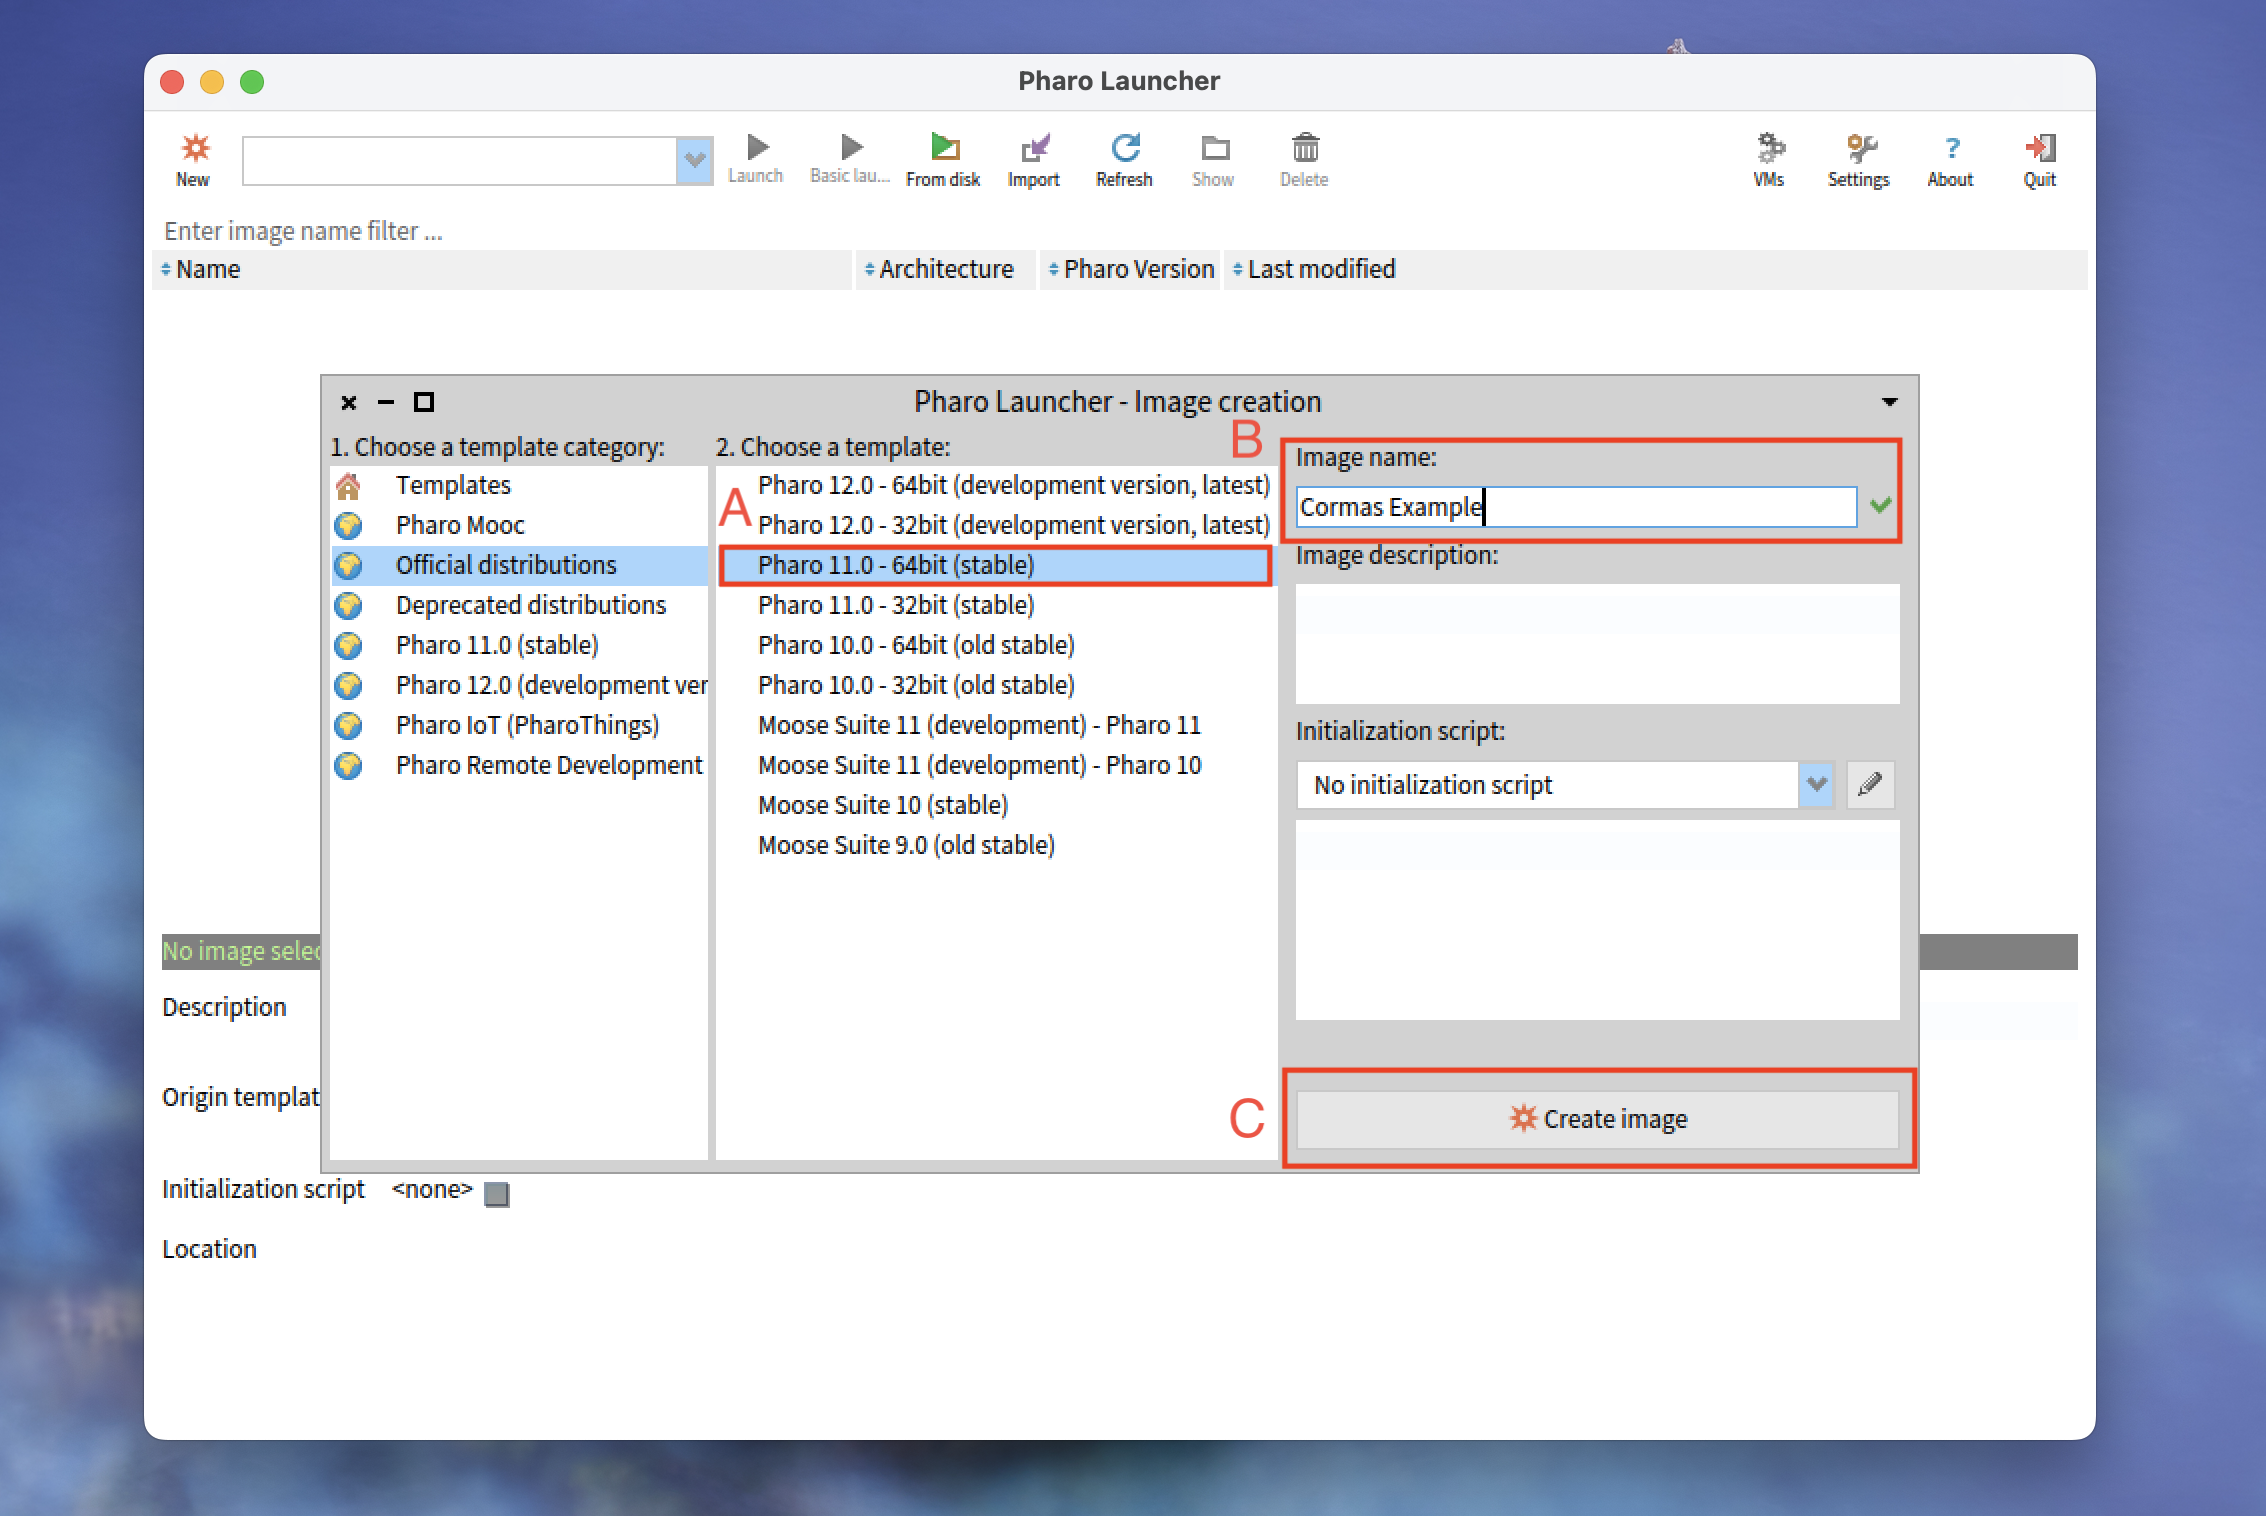 Pharo Launcher
New
Launch
Basic lau...
From disk
Import
Refresh
Show
Delete
VMs
Settings
About
Quit
Enter image name filter ...
Name
Architecture
Pharo Version
Last modified
Pharo Launcher - Image creation
1. Choose a template category:
Templates
Pharo Mooc
Official distributions
Deprecated distributions
Pharo 11.0 (stable)
Pharo 12.0 (development ver
Pharo IoT (PharoThings)
Pharo Remote Development
2. Choose a template:
A
Pharo 12.0 - 64bit (development version, latest)
Pharo 12.0 - 32bit (development version, latest)
Pharo 11.0 - 64bit (stable)
Pharo 11.0 - 32bit (stable)
Pharo 10.0 - 64bit (old stable)
Pharo 10.0 - 32bit (old stable)
Moose Suite 11 (development) - Pharo 11
Moose Suite 11 (development) - Pharo 10
Moose Suite 10 (stable)
Moose Suite 9.0 (old stable)
B
Image name:
Cormas Example
Image description:
Initialization script:
No initialization script
C
Create image
No image selec
Description
Origin templat
Initialization script <none>
Location